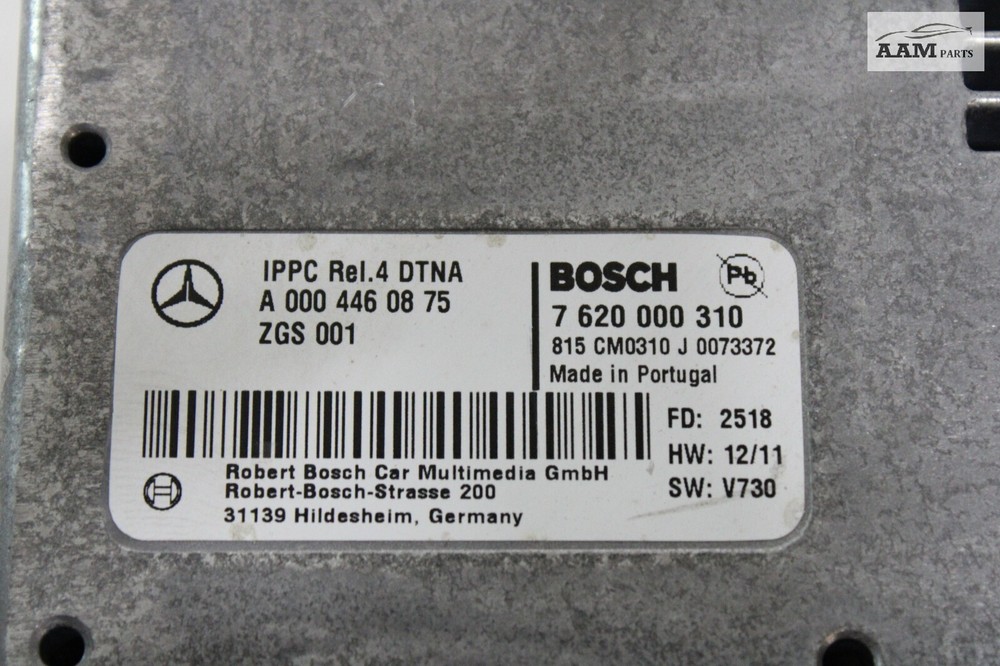 AAM PARTS
IPPC Rel.4 DTNA
A 000 446 08 75
ZGS 001
BOSCH
Pb
7 620 000 310
815 CM0310 J 0073372
Made in Portugal
FD: 2518
HW: 12/11
SW: V730
Robert Bosch Car Multimedia GmbH
Robert-Bosch-Strasse 200
31139 Hildesheim, Germany